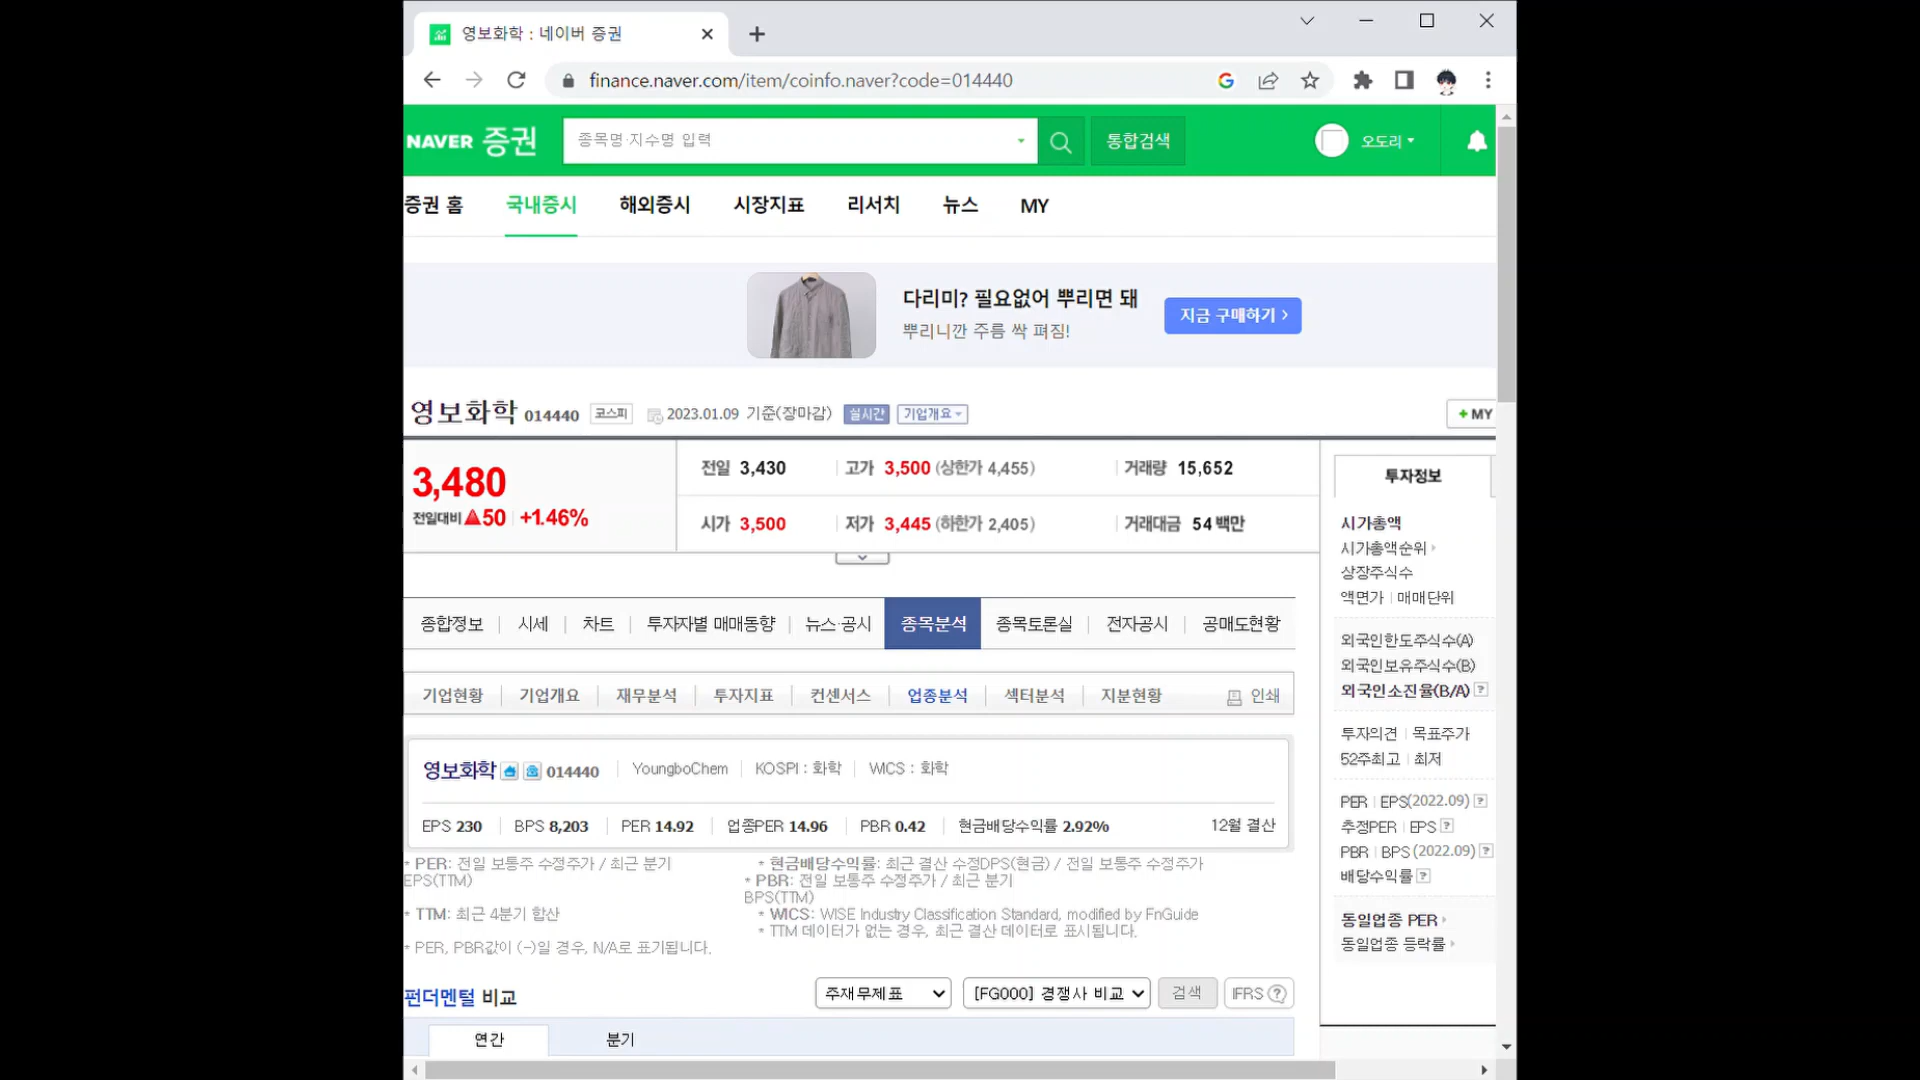 영보화학 : 네이버 증권
finance.naver.com/item/coinfo.naver?code=014440
NAVER 증권 종목명·지수명 입력 통합검색 오도리
증권 홈 국내증시 해외증시 시장지표 리서치 뉴스 MY
다리미? 필요없어 뿌리면 돼
뿌리니깐 주름 싹 펴짐!
지금 구매하기
영보화학 014440 코스피 2023.01.09 기준(장마감) 실시간 기업개요 + MY
3,480
전일대비 ▲50 +1.46%
전일 3,430 고가 3,500 (상한가 4,455) 거래량 15,652
시가 3,500 저가 3,445 (하한가 2,405) 거래대금 54 백만
투자정보
시가총액
시가총액순위
상장주식수
액면가 매매단위
외국인한도주식수(A)
외국인보유주식수(B)
외국인소진율(B/A) ?
투자의견 목표주가
52주최고 최저
PER EPS(2022.09) ?
추정PER EPS ?
PBR BPS (2022.09) ?
배당수익률 ?
동일업종 PER
동일업종 등락률
종합정보 시세 차트 투자자별 매매동향 뉴스·공시 종목분석 종목토론실 전자공시 공매도현황
기업현황 기업개요 재무분석 투자지표 컨센서스 업종분석 섹터분석 지분현황 인쇄
영보화학 014440 YoungboChem KOSPI : 화학 WICS : 화학
EPS 230 BPS 8,203 PER 14.92 업종PER 14.96 PBR 0.42 현금배당수익률 2.92% 12월 결산
* PER: 전일 보통주 수정주가 / 최근 분기
EPS(TTM)
* TTM: 최근 4분기 합산
* PER, PBR값이 (-)일 경우, N/A로 표기됩니다.
* 현금배당수익률: 최근 결산 수정DPS(현금) / 전일 보통주 수정주가
* PBR: 전일 보통주 수정주가 / 최근 분기
BPS(TTM)
* WICS: WISE Industry Classification Standard, modified by FnGuide
* TTM 데이터가 없는 경우, 최근 결산 데이터로 표시됩니다.
펀더멘털 비교 주재무제표 [FG000] 경쟁사 비교 검색 IFRS ?
연간 분기